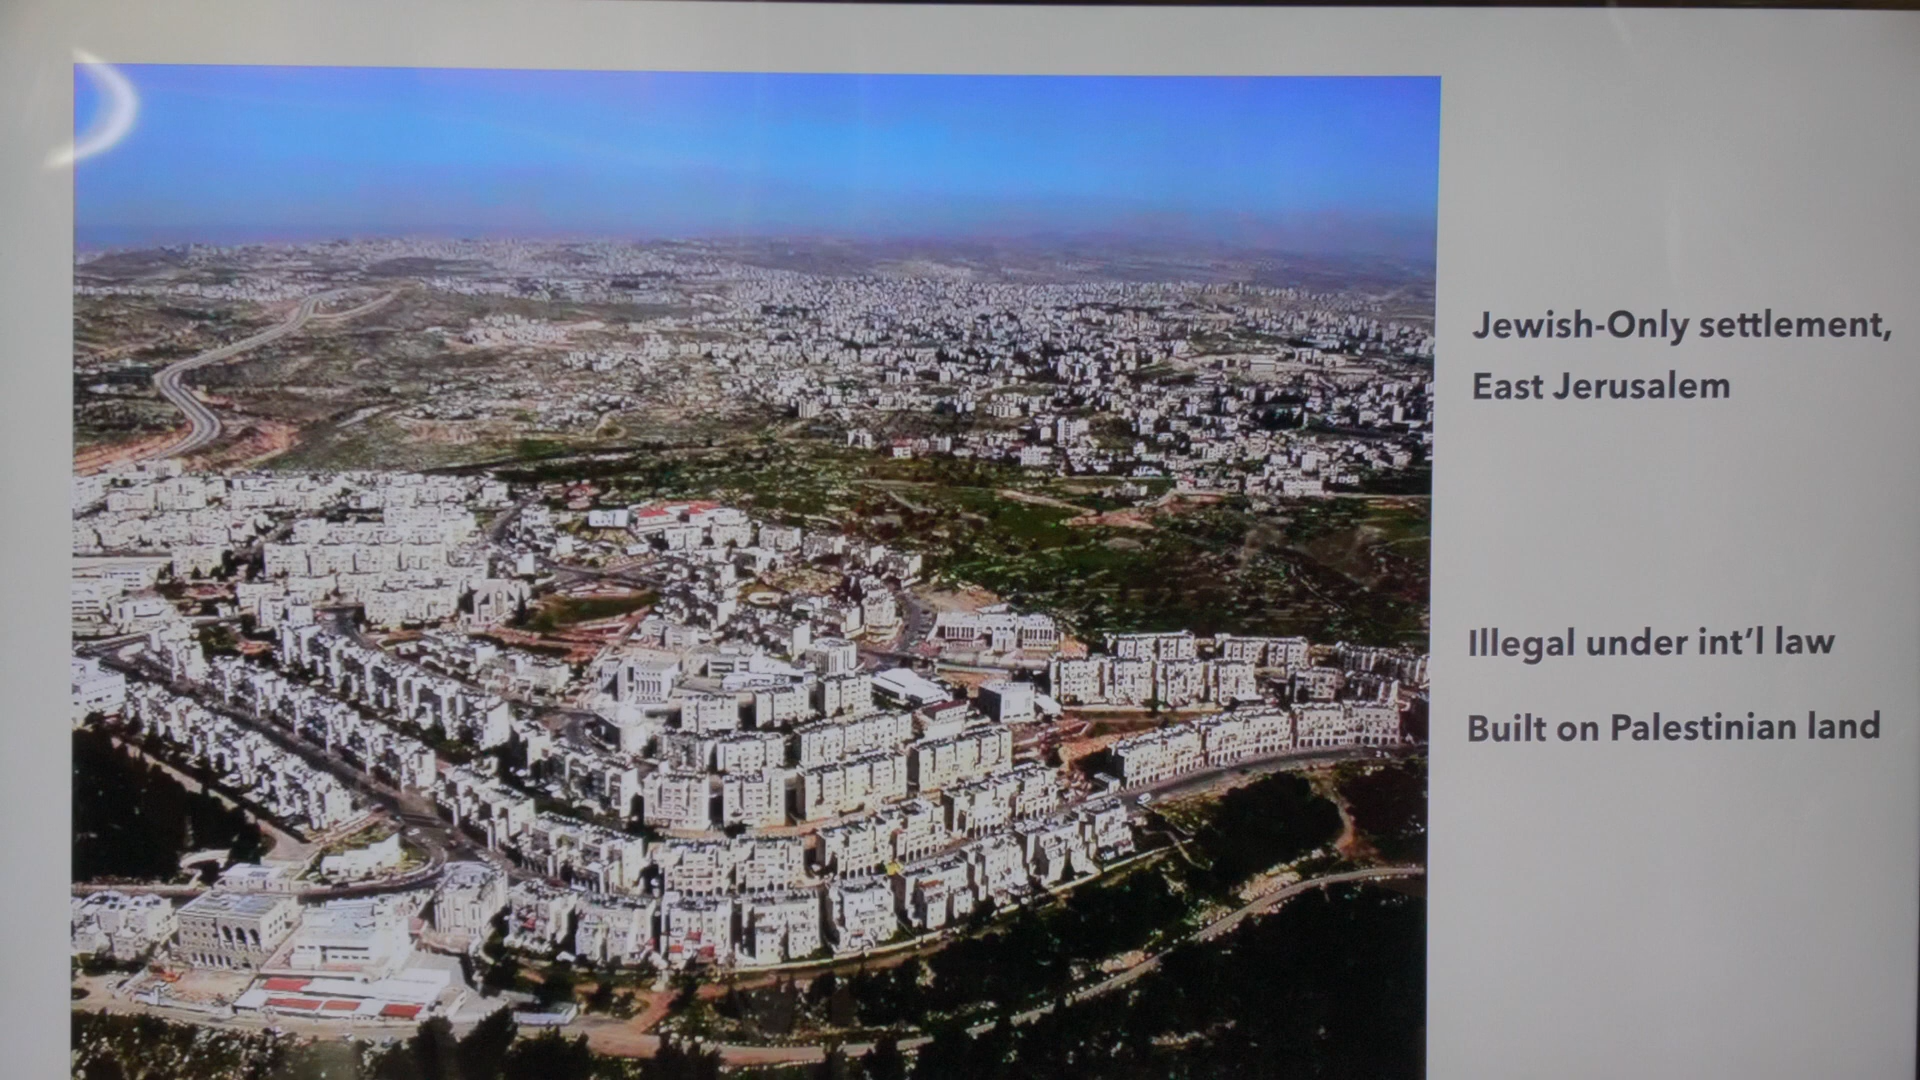 Jewish-Only settlement,
East Jerusalem
Illegal under int’l law
Built on Palestinian land